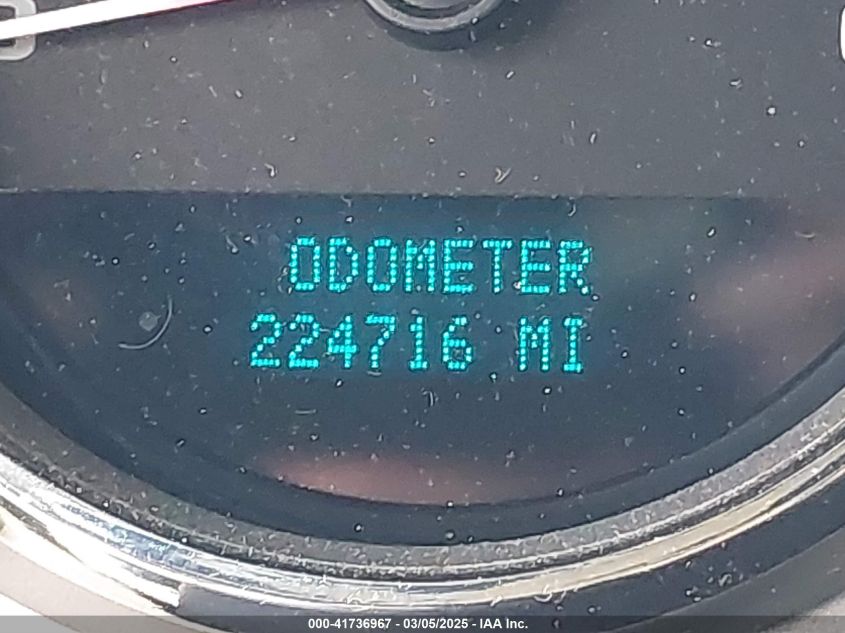 ODOMETER
224716 MI
000-41736967 - 03/05/2025 - IAA Inc.